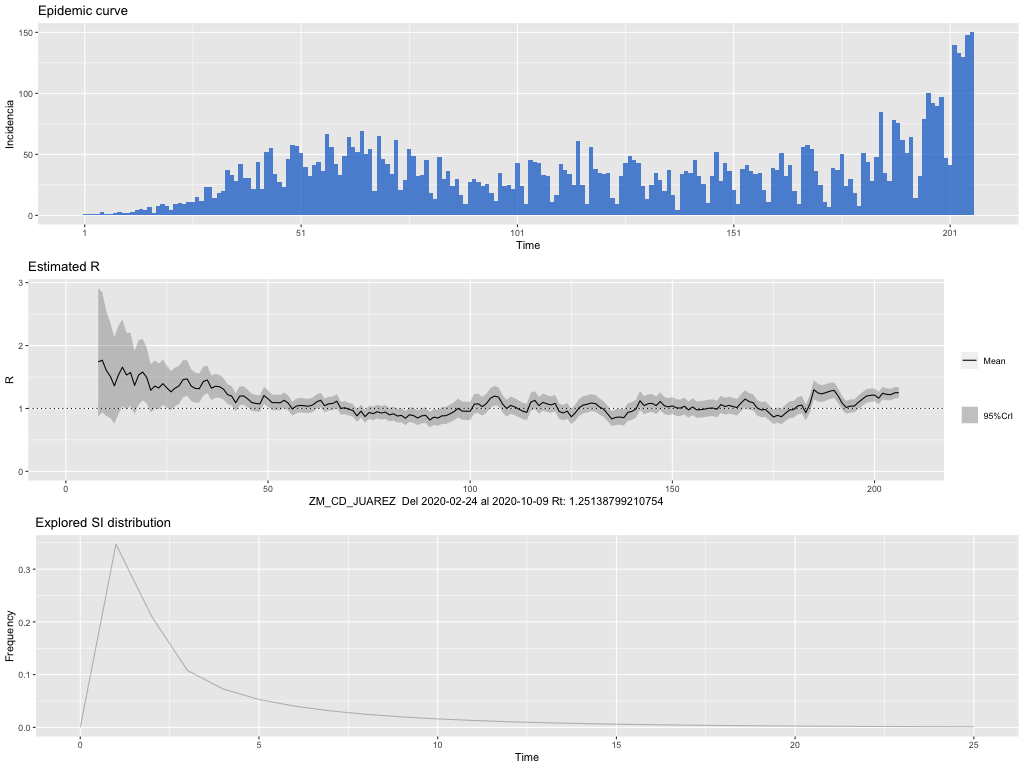 Epidemic curve
150
100
50
0
Incidencia
1 51 101 151 201
Time
Estimated R
3
2
1
0
R
Mean
95%CrI
0 50 100 150 200
ZM_CD_JUAREZ Del 2020-02-24 al 2020-10-09 Rt: 1.25138799210754
Explored SI distribution
0.3
0.2
0.1
0.0
Frequency
0 5 10 15 20 25
Time